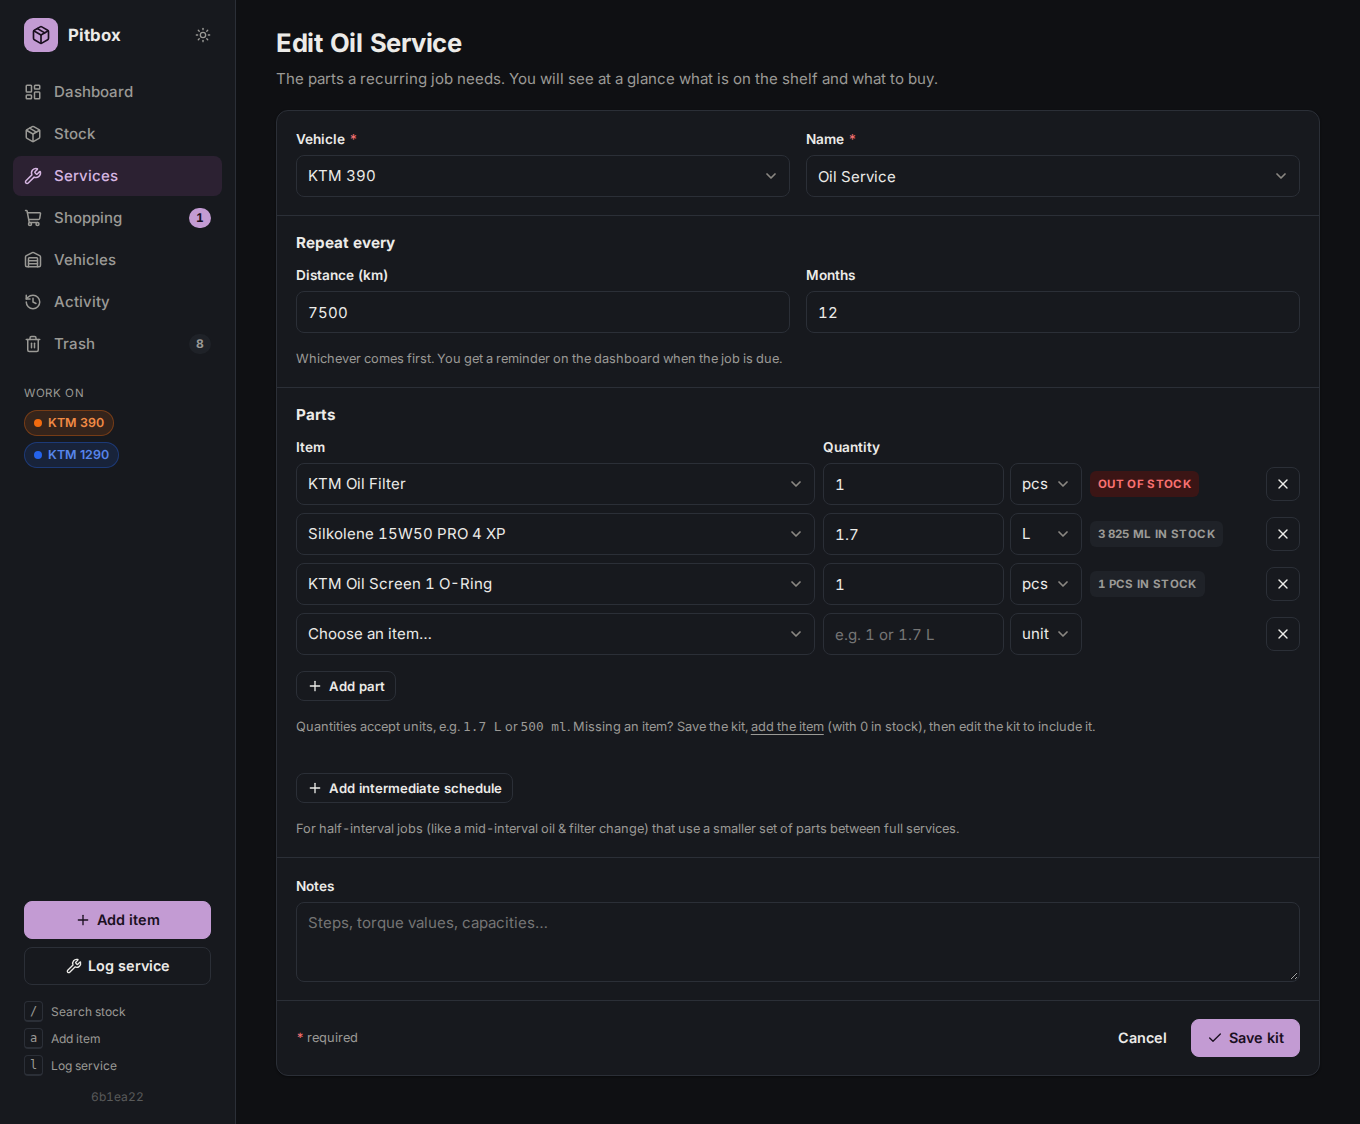 Pitbox
Dashboard
Stock
Services
Shopping 1
Vehicles
Activity
Trash 8
WORK ON
KTM 390
KTM 1290
Add item
Log service
/ Search stock
a Add item
l Log service
6b1ea22
Edit Oil Service
The parts a recurring job needs. You will see at a glance what is on the shelf and what to buy.
Vehicle * Name *
KTM 390 Oil Service
Repeat every
Distance (km) Months
7500 12
Whichever comes first. You get a reminder on the dashboard when the job is due.
Parts
Item Quantity
KTM Oil Filter 1 pcs OUT OF STOCK
Silkolene 15W50 PRO 4 XP 1.7 L 3 825 ML IN STOCK
KTM Oil Screen 1 O-Ring 1 pcs 1 PCS IN STOCK
Choose an item... e.g. 1 or 1.7 L unit
Add part
Quantities accept units, e.g. 1.7 L or 500 ml. Missing an item? Save the kit, add the item (with 0 in stock), then edit the kit to include it.
Add intermediate schedule
For half-interval jobs (like a mid-interval oil & filter change) that use a smaller set of parts between full services.
Notes
Steps, torque values, capacities...
* required Cancel Save kit